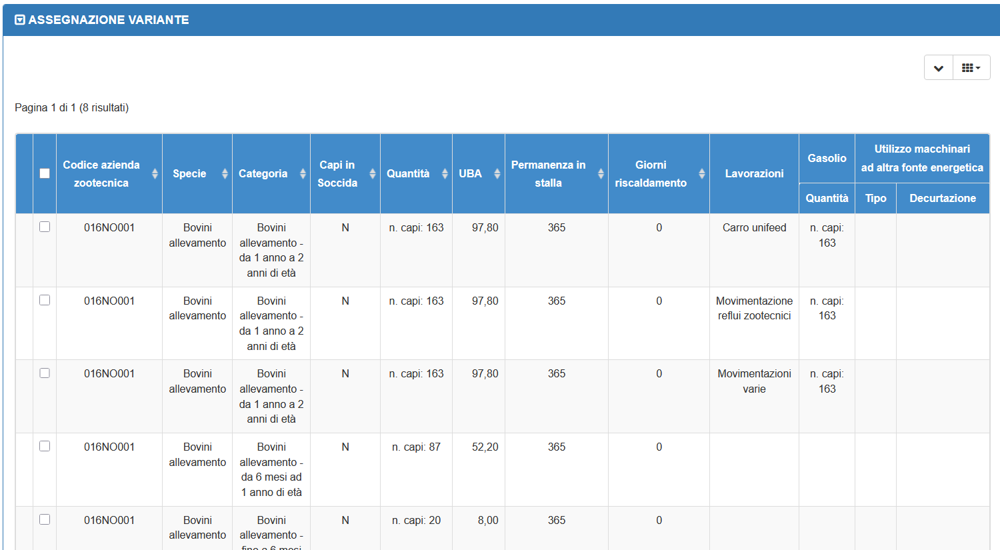 ASSEGNAZIONE VARIANTE
Pagina 1 di 1 (8 risultati)
Codice azienda zootecnica Specie Categoria Capi in Soccida Quantità UBA Permanenza in stalla Giorni riscaldamento Lavorazioni Gasolio Utilizzo macchinari ad altra fonte energetica
Quantità Tipo Decurtazione
016NO001 Bovini Bovini N n. capi: 163 97,80 365 0 Carro unifeed n. capi:
allevamento allevamento - 163
da 1 anno a 2
anni di età
016NO001 Bovini Bovini N n. capi: 163 97,80 365 0 Movimentazione n. capi:
allevamento allevamento - reflui zootecnici 163
da 1 anno a 2
anni di età
016NO001 Bovini Bovini N n. capi: 163 97,80 365 0 Movimentazioni n. capi:
allevamento allevamento - varie 163
da 1 anno a 2
anni di età
016NO001 Bovini Bovini N n. capi: 87 52,20 365 0
allevamento allevamento -
da 6 mesi ad
1 anno di età
016NO001 Bovini Bovini N n. capi: 20 8,00 365 0
allevamento allevamento -
fino a 6 mesi